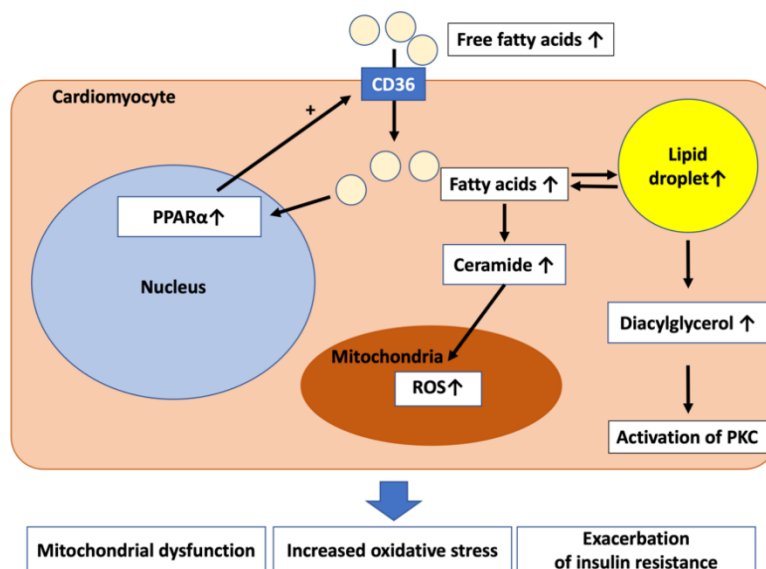 Free fatty acids ↑
CD36
Cardiomyocyte
+
Lipid
droplet↑
Fatty acids ↑
PPARα↑
Nucleus
Ceramide ↑
Diacylglycerol ↑
Mitochondria
ROS↑
Activation of PKC
Mitochondrial dysfunction
Increased oxidative stress
Exacerbation
of insulin resistance